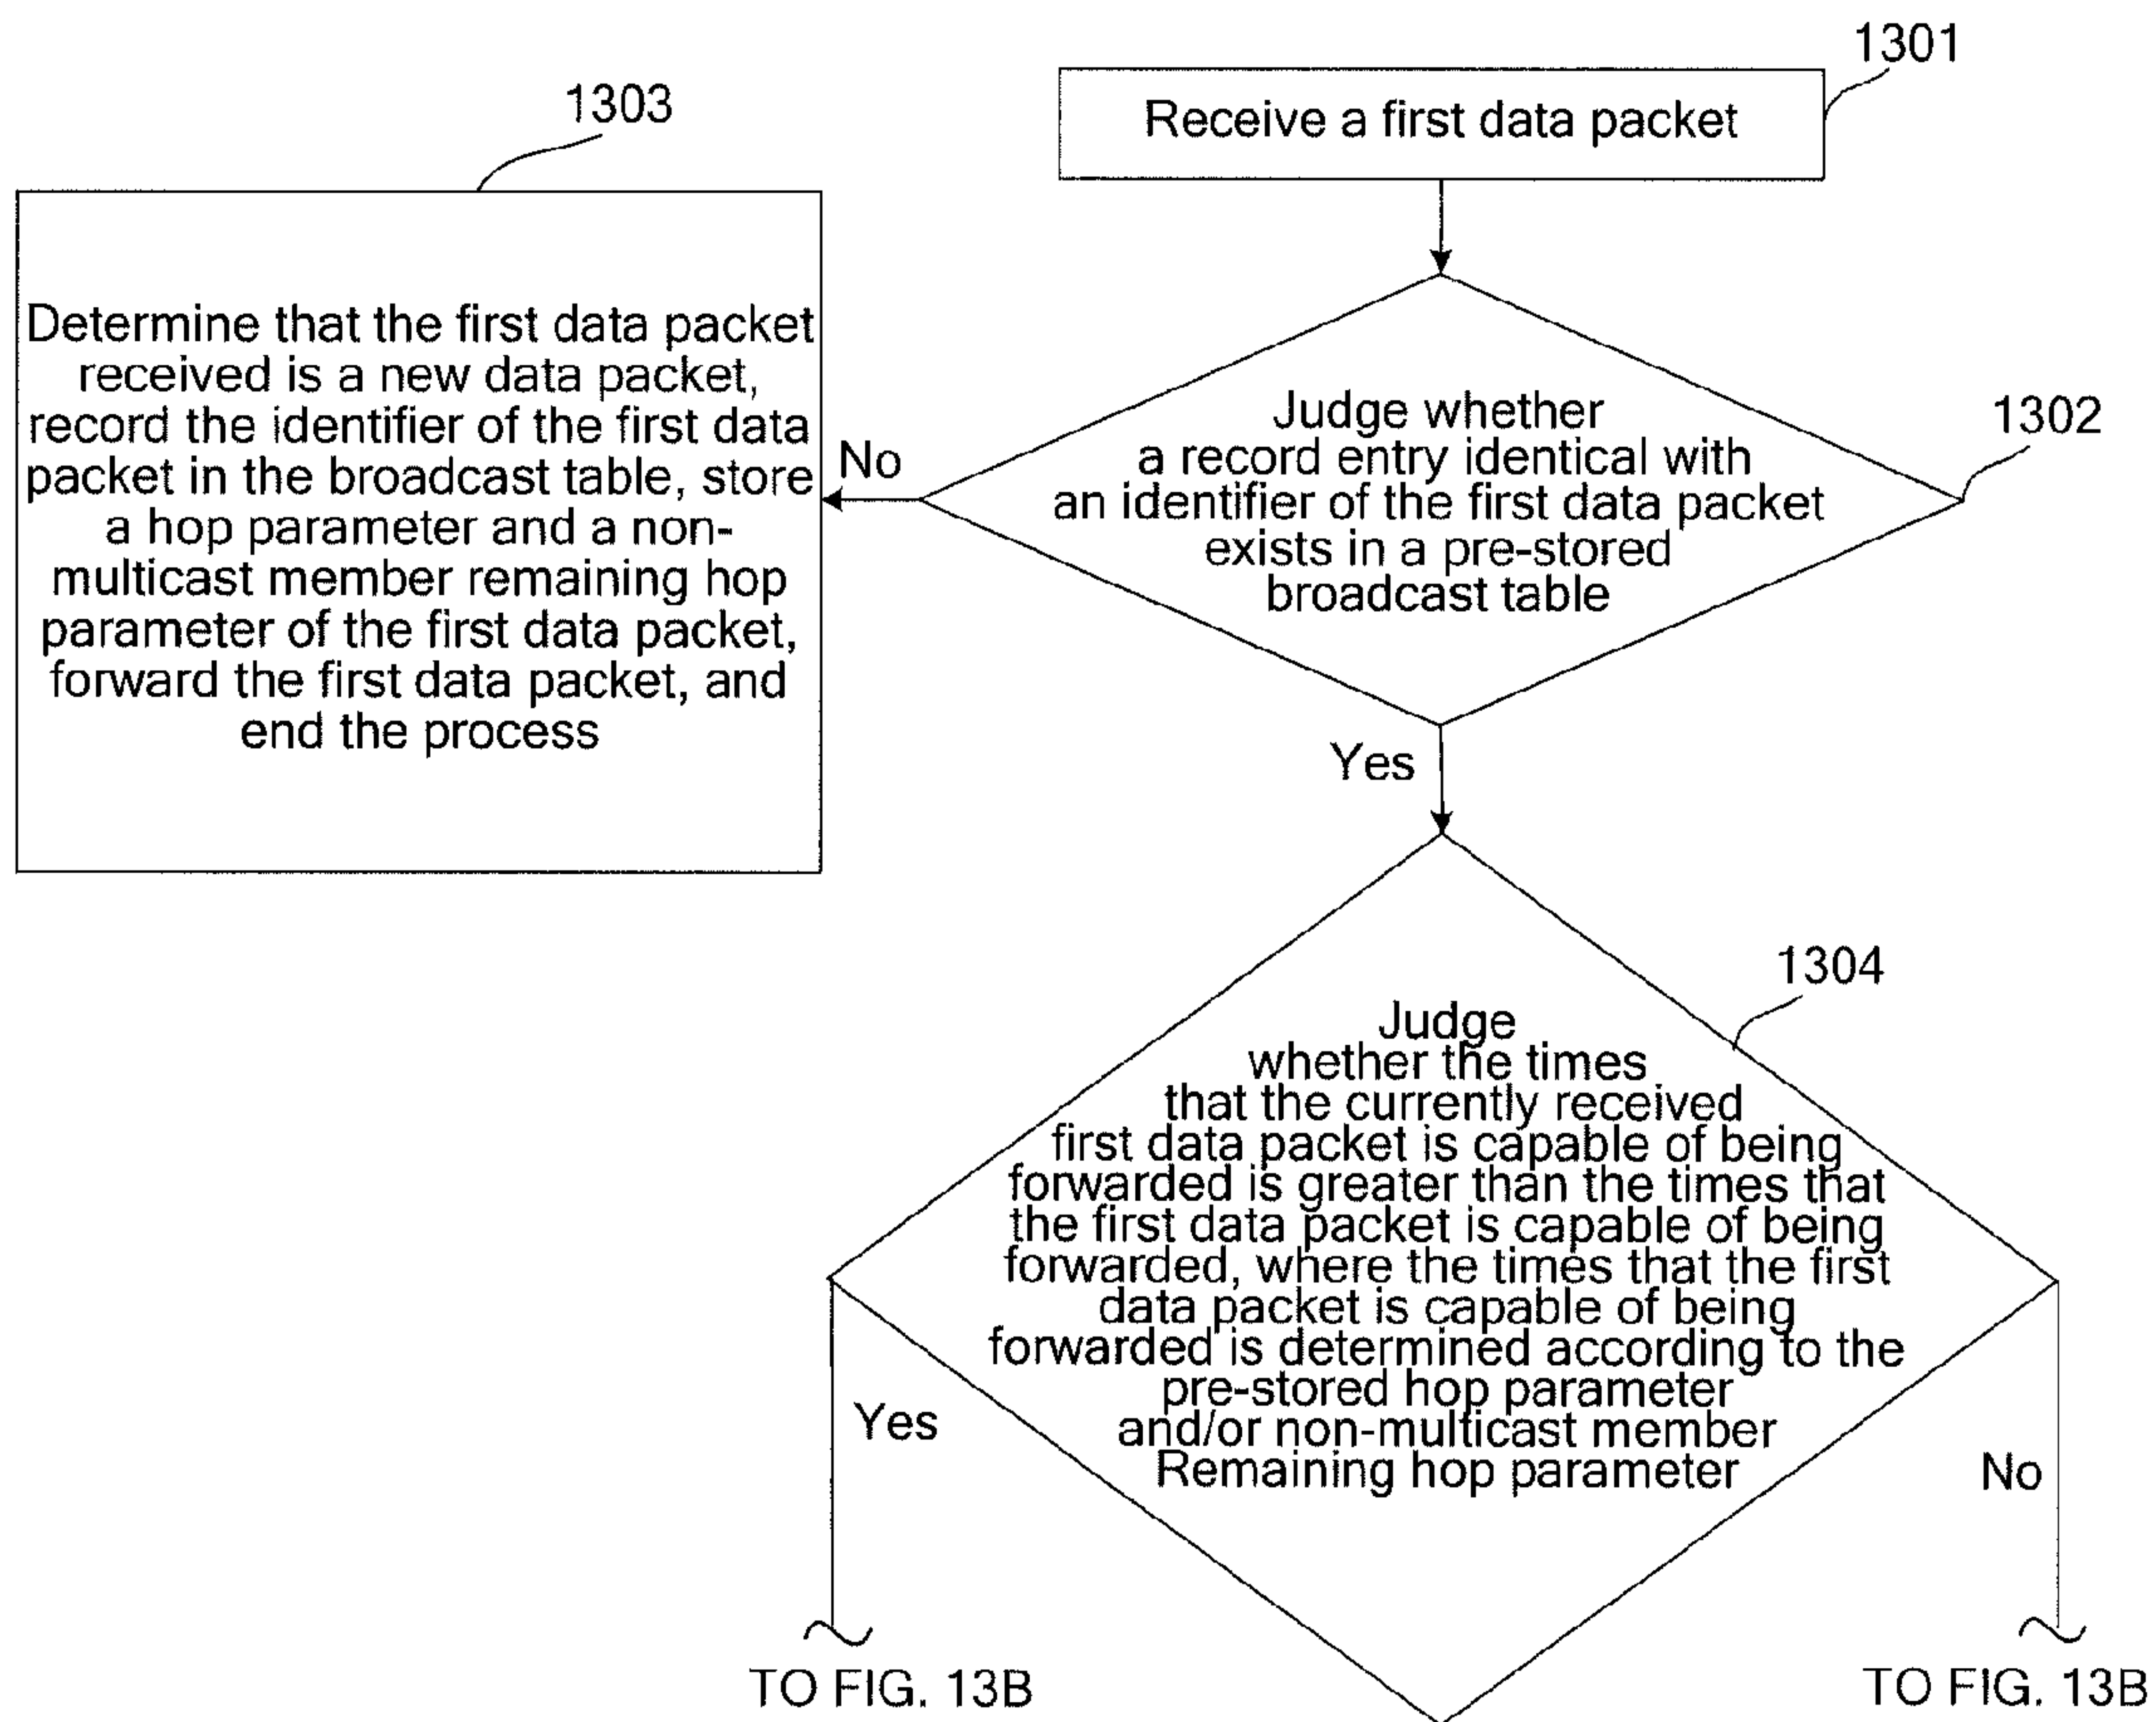 1301
Receive a first data packet
1303
Determine that the first data packet
received is a new data packet,
record the identifier of the first data
packet in the broadcast table, store
a hop parameter and a non-
multicast member remaining hop
parameter of the first data packet,
forward the first data packet, and
end the process
No
1302
Judge whether
a record entry identical with
an identifier of the first data packet
exists in a pre-stored
broadcast table
Yes
1304
Judge
whether the times
that the currently received
first data packet is capable of being
forwarded is greater than the times that
the first data packet is capable of being
forwarded, where the times that the first
data packet is capable of being
forwarded is determined according to the
pre-stored hop parameter
and/or non-multicast member
Remaining hop parameter
Yes
No
TO FIG. 13B
TO FIG. 13B